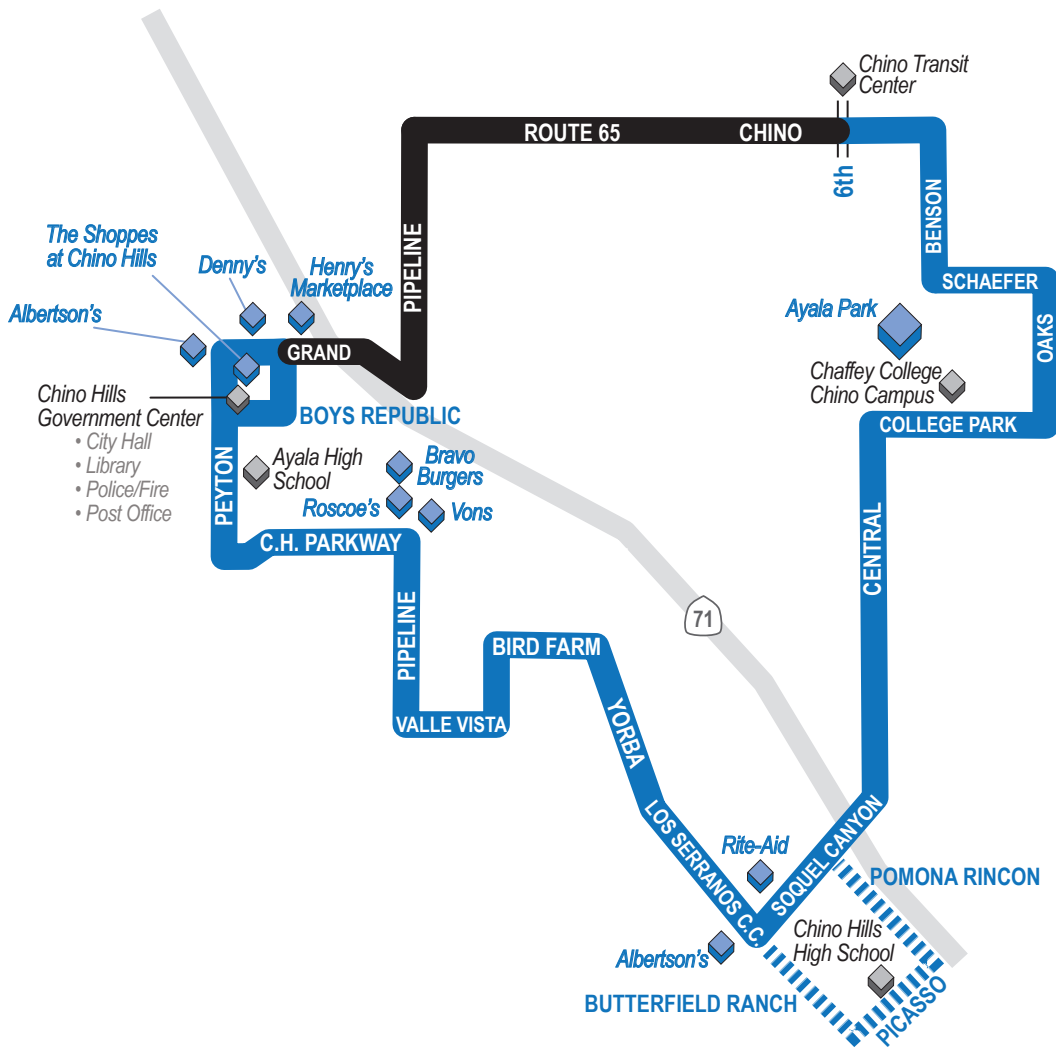 Chino Transit
Center
ROUTE 65
CHINO
6th
BENSON
SCHAEFER
OAKS
PIPELINE
The Shoppes
at Chino Hills
Denny's
Henry's
Marketplace
Albertson's
GRAND
Ayala Park
Chaffey College
Chino Campus
COLLEGE PARK
Chino Hills
Government Center
• City Hall
• Library
• Police/Fire
• Post Office
BOYS REPUBLIC
PEYTON
Ayala High
School
Bravo
Burgers
Roscoe's
Vons
C.H. PARKWAY
CENTRAL
71
PIPELINE
BIRD FARM
VALLE VISTA
YORBA
LOS SERRANOS C.C.
SOQUEL CANYON
Rite-Aid
POMONA RINCON
Chino Hills
High School
Albertson's
BUTTERFIELD RANCH
PICASSO